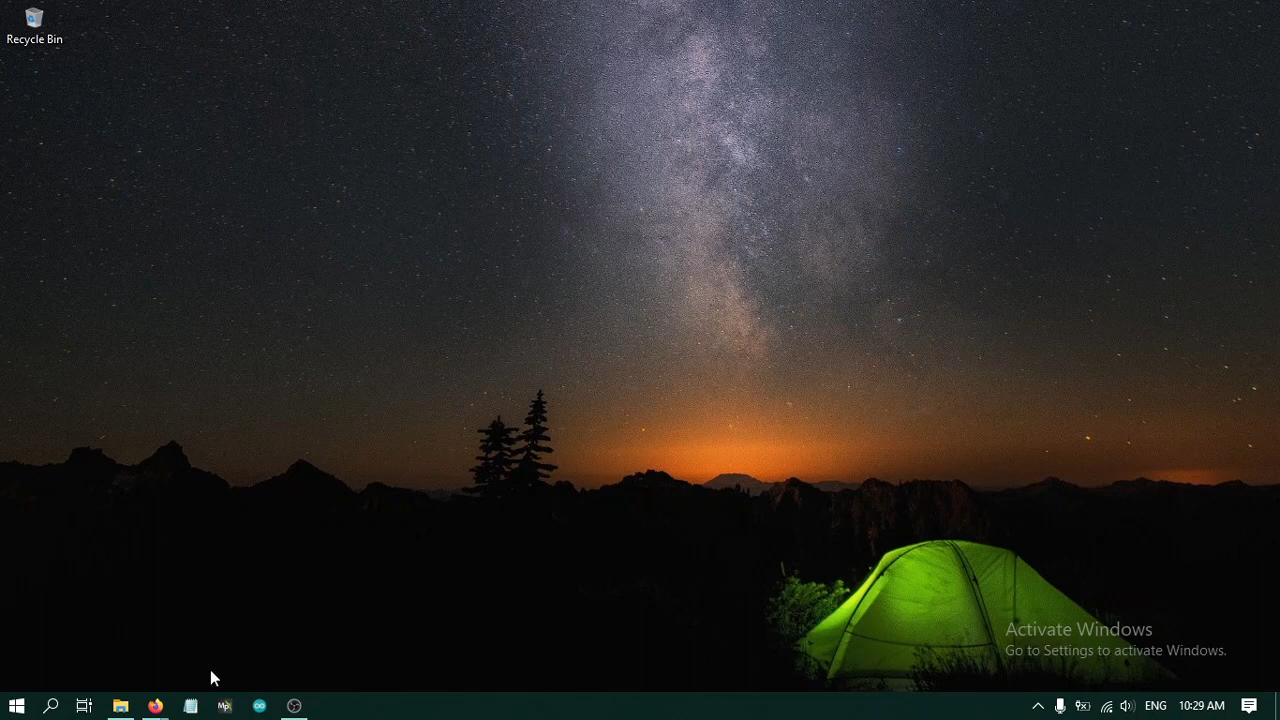 Recycle Bin
Activate Windows
Go to Settings to activate Windows.
ENG
10:29 AM